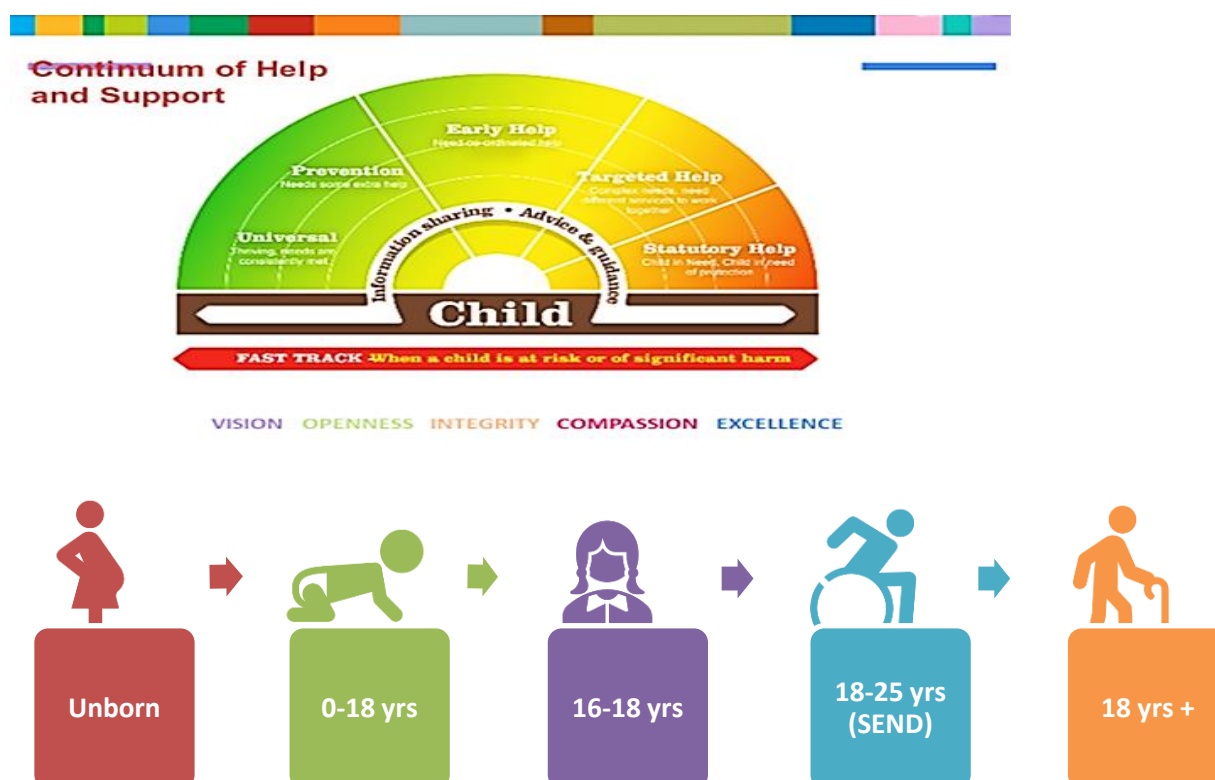 Continuum of Help
and Support
Early Help
Need co-ordinated help
Prevention
Needs some extra help
Targeted Help
Complex needs, need
different services to work
together
Universal
Thriving, needs are
consistently met
Information sharing • Advice & guidance
Statutory Help
Child in Need, Child in need
of protection
Child
FAST TRACK When a child is at risk or of significant harm
VISION OPENNESS INTEGRITY COMPASSION EXCELLENCE
Unborn
0-18 yrs
16-18 yrs
18-25 yrs
(SEND)
18 yrs +